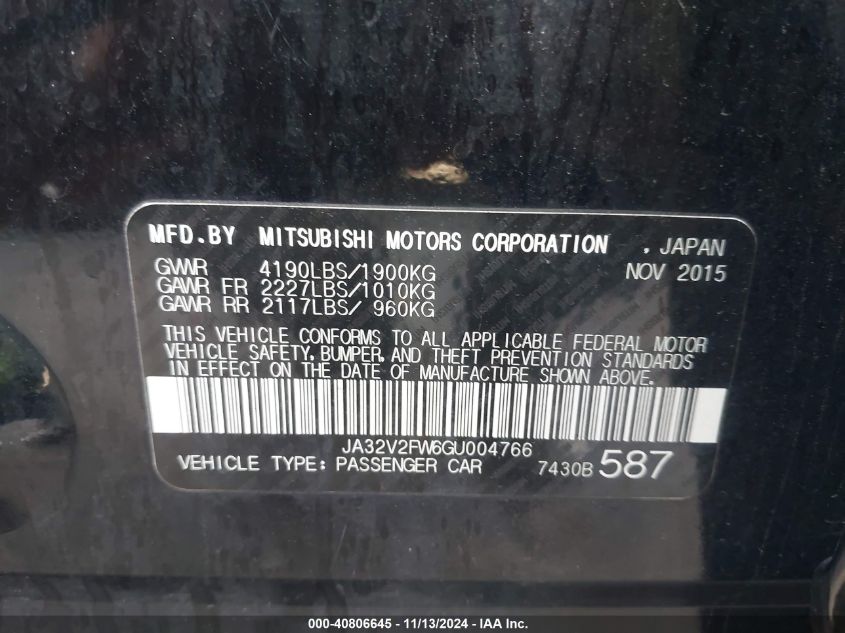 MFD.BY MITSUBISHI MOTORS CORPORATION , JAPAN
GVWR 4190LBS/1900KG NOV 2015
GAWR FR 2227LBS/1010KG
GAWR RR 2117LBS/ 960KG
THIS VEHICLE CONFORMS TO ALL APPLICABLE FEDERAL MOTOR
VEHICLE SAFETY, BUMPER, AND THEFT PREVENTION STANDARDS
IN EFFECT ON THE DATE OF MANUFACTURE SHOWN ABOVE.
JA32V2FW6GU004766
VEHICLE TYPE: PASSENGER CAR 7430B 587
000-40806645 - 11/13/2024 - IAA Inc.